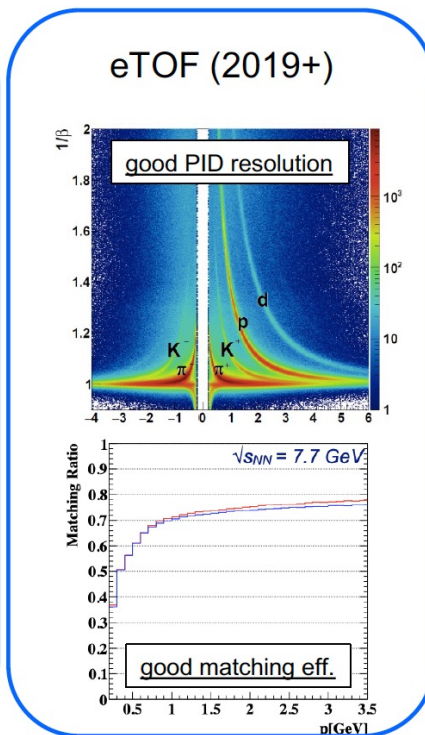 eTOF (2019+)
1/β
2
1.8
1.6
1.4
1.2
1
good PID resolution
d
p
K⁻ K⁺
π⁻ π⁺
10³
10²
10
1
-4 -3 -2 -1 0 1 2 3 4 5 6
Matching Ratio
1
0.9
0.8
0.7
0.6
0.5
0.4
0.3
0.2
0.1
0
√sNN = 7.7 GeV
good matching eff.
0.5 1 1.5 2 2.5 3 3.5
p[GeV]